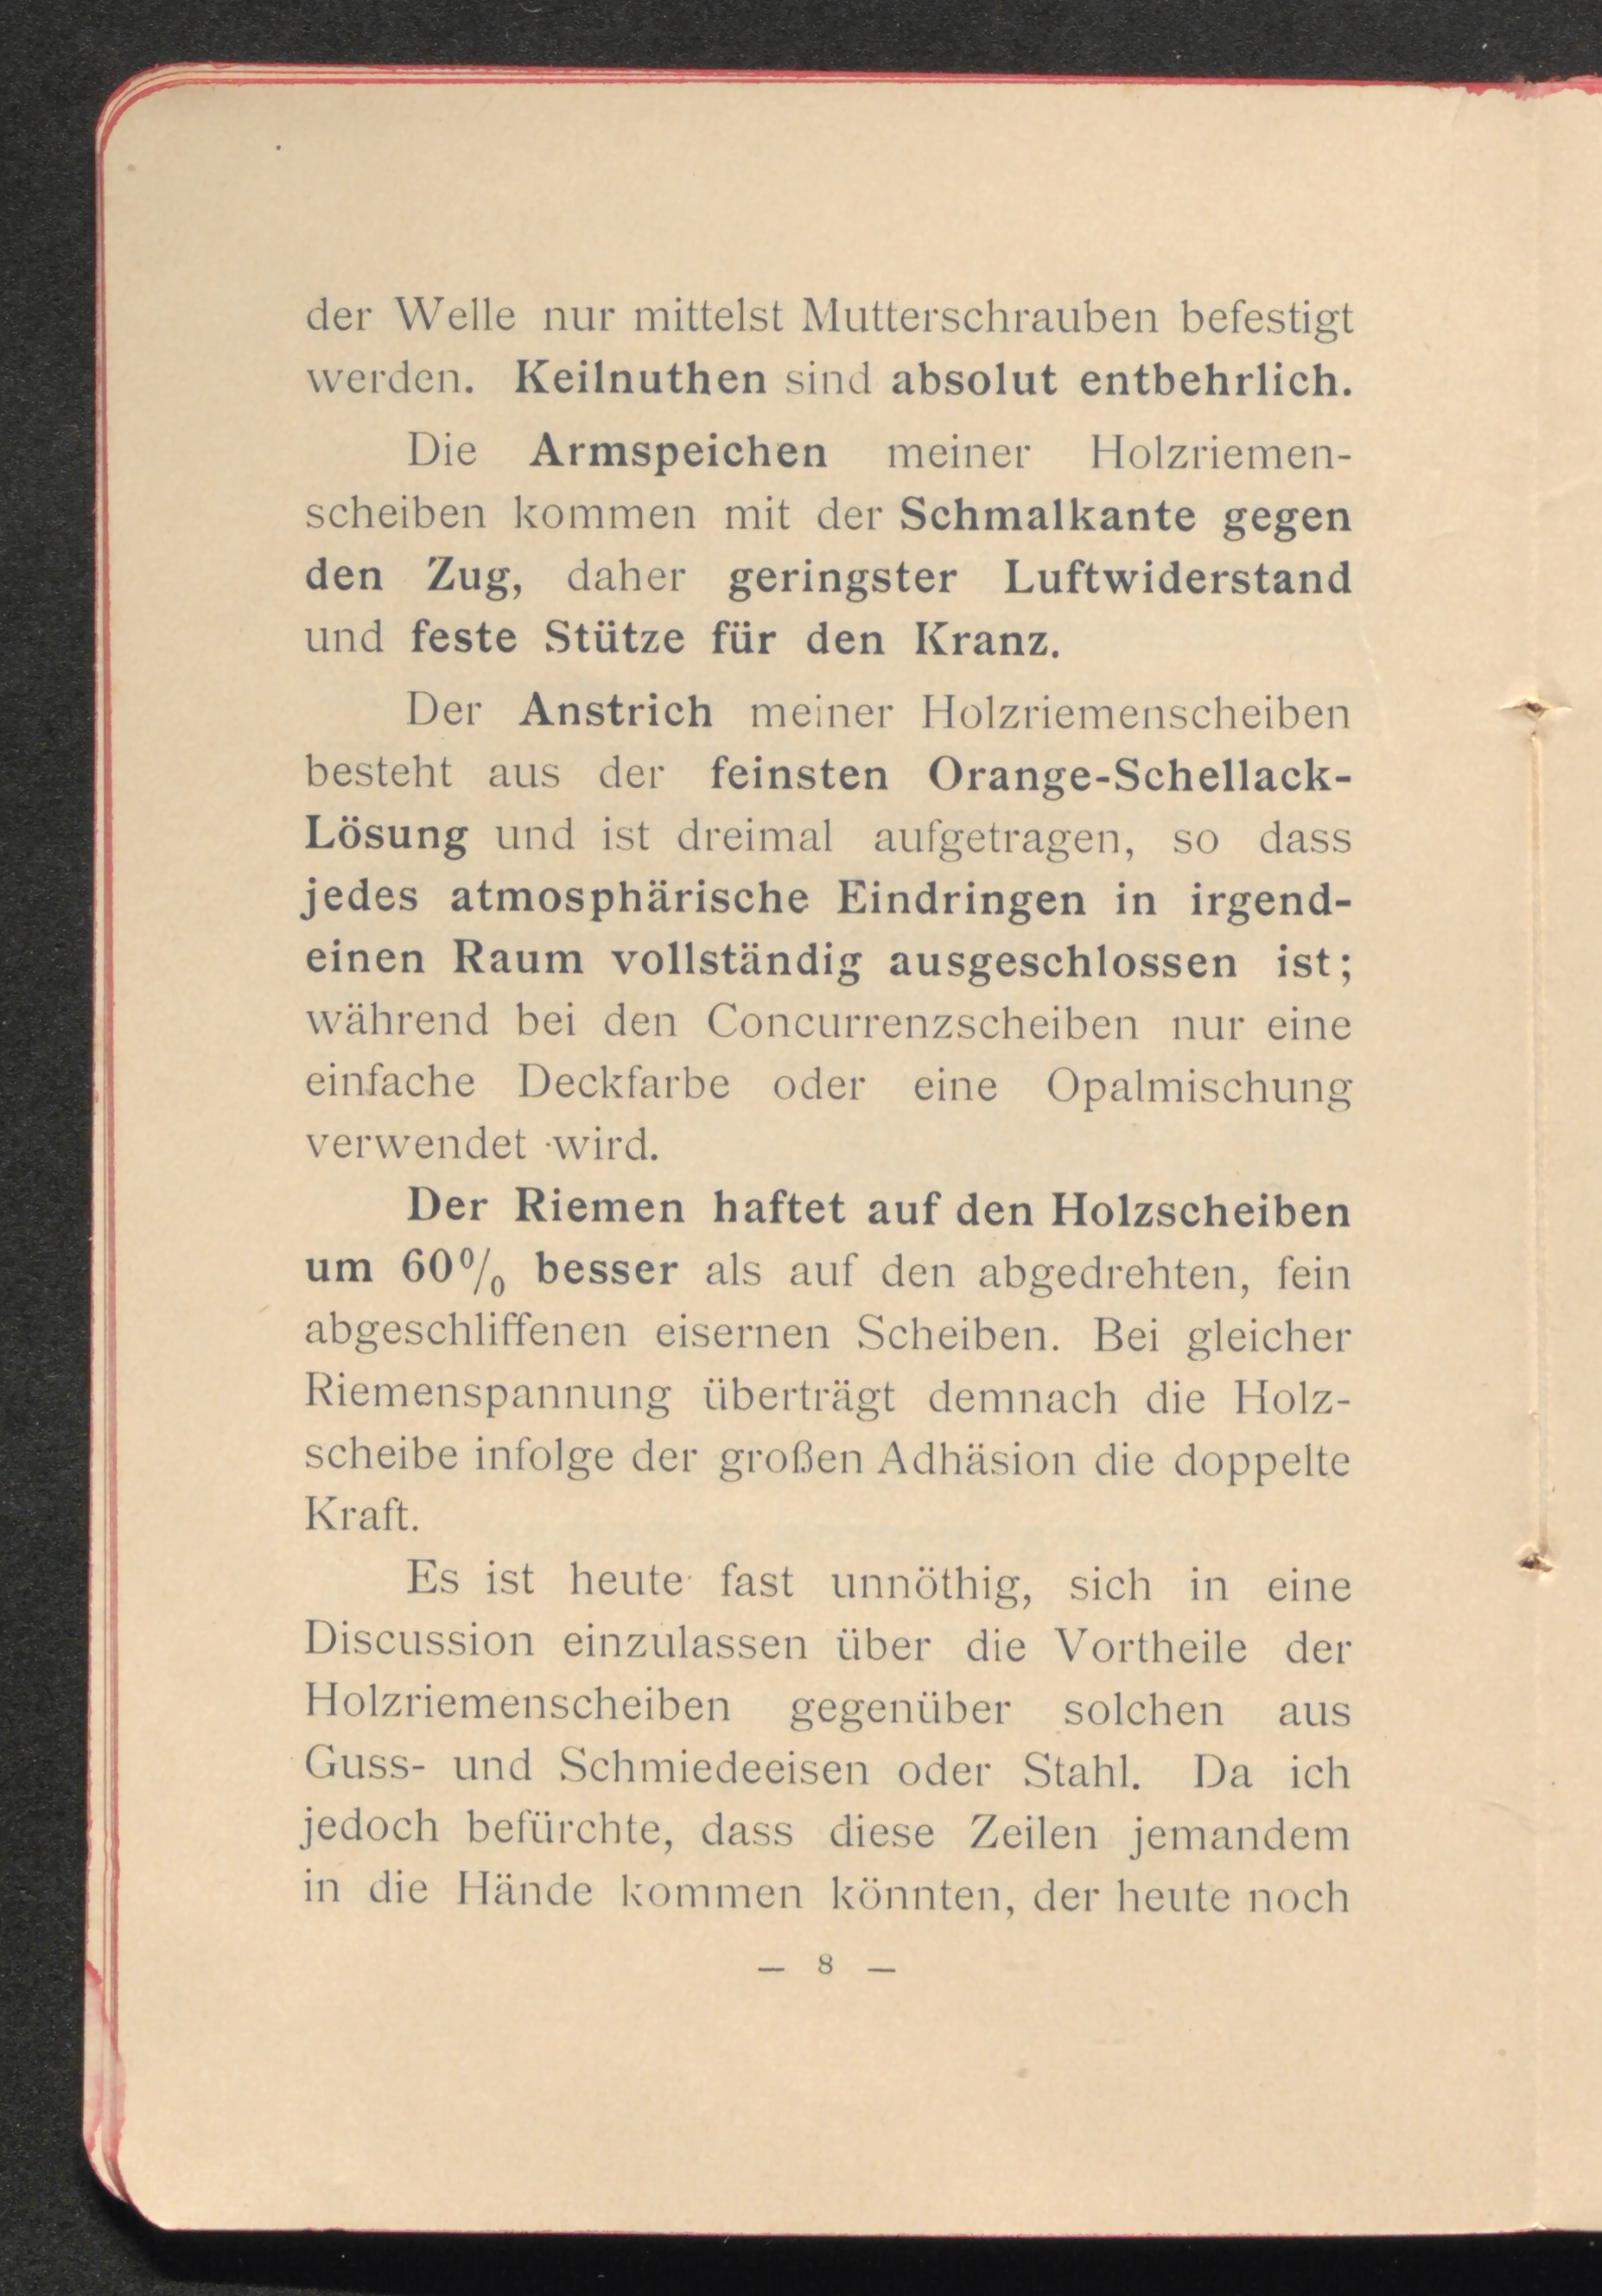 der Welle nur mittelst Mutterschrauben befestigt
werden. Keilnuthen sind absolut entbehrlich.
Die Armspeichen meiner Holzriemen-
scheiben kommen mit der Schmalkante gegen
den Zug, daher geringster Luftwiderstand
und feste Stütze für den Kranz.
Der Anstrich meiner Holzriemenscheiben
besteht aus der feinsten Orange-Schellack-
Lösung und ist dreimal aufgetragen, so dass
jedes atmosphärische Eindringen in irgend-
einen Raum vollständig ausgeschlossen ist;
während bei den Concurrenzscheiben nur eine
einfache Deckfarbe oder eine Opalmischung
verwendet wird.
Der Riemen haftet auf den Holzscheiben
um 60% besser als auf den abgedrehten, fein
abgeschliffenen eisernen Scheiben. Bei gleicher
Riemenspannung überträgt demnach die Holz-
scheibe infolge der großen Adhäsion die doppelte
Kraft.
Es ist heute fast unnöthig, sich in eine
Discussion einzulassen über die Vortheile der
Holzriemenscheiben gegenüber solchen aus
Guss- und Schmiedeeisen oder Stahl. Da ich
jedoch befürchte, dass diese Zeilen jemandem
in die Hände kommen könnten, der heute noch
— 8 —